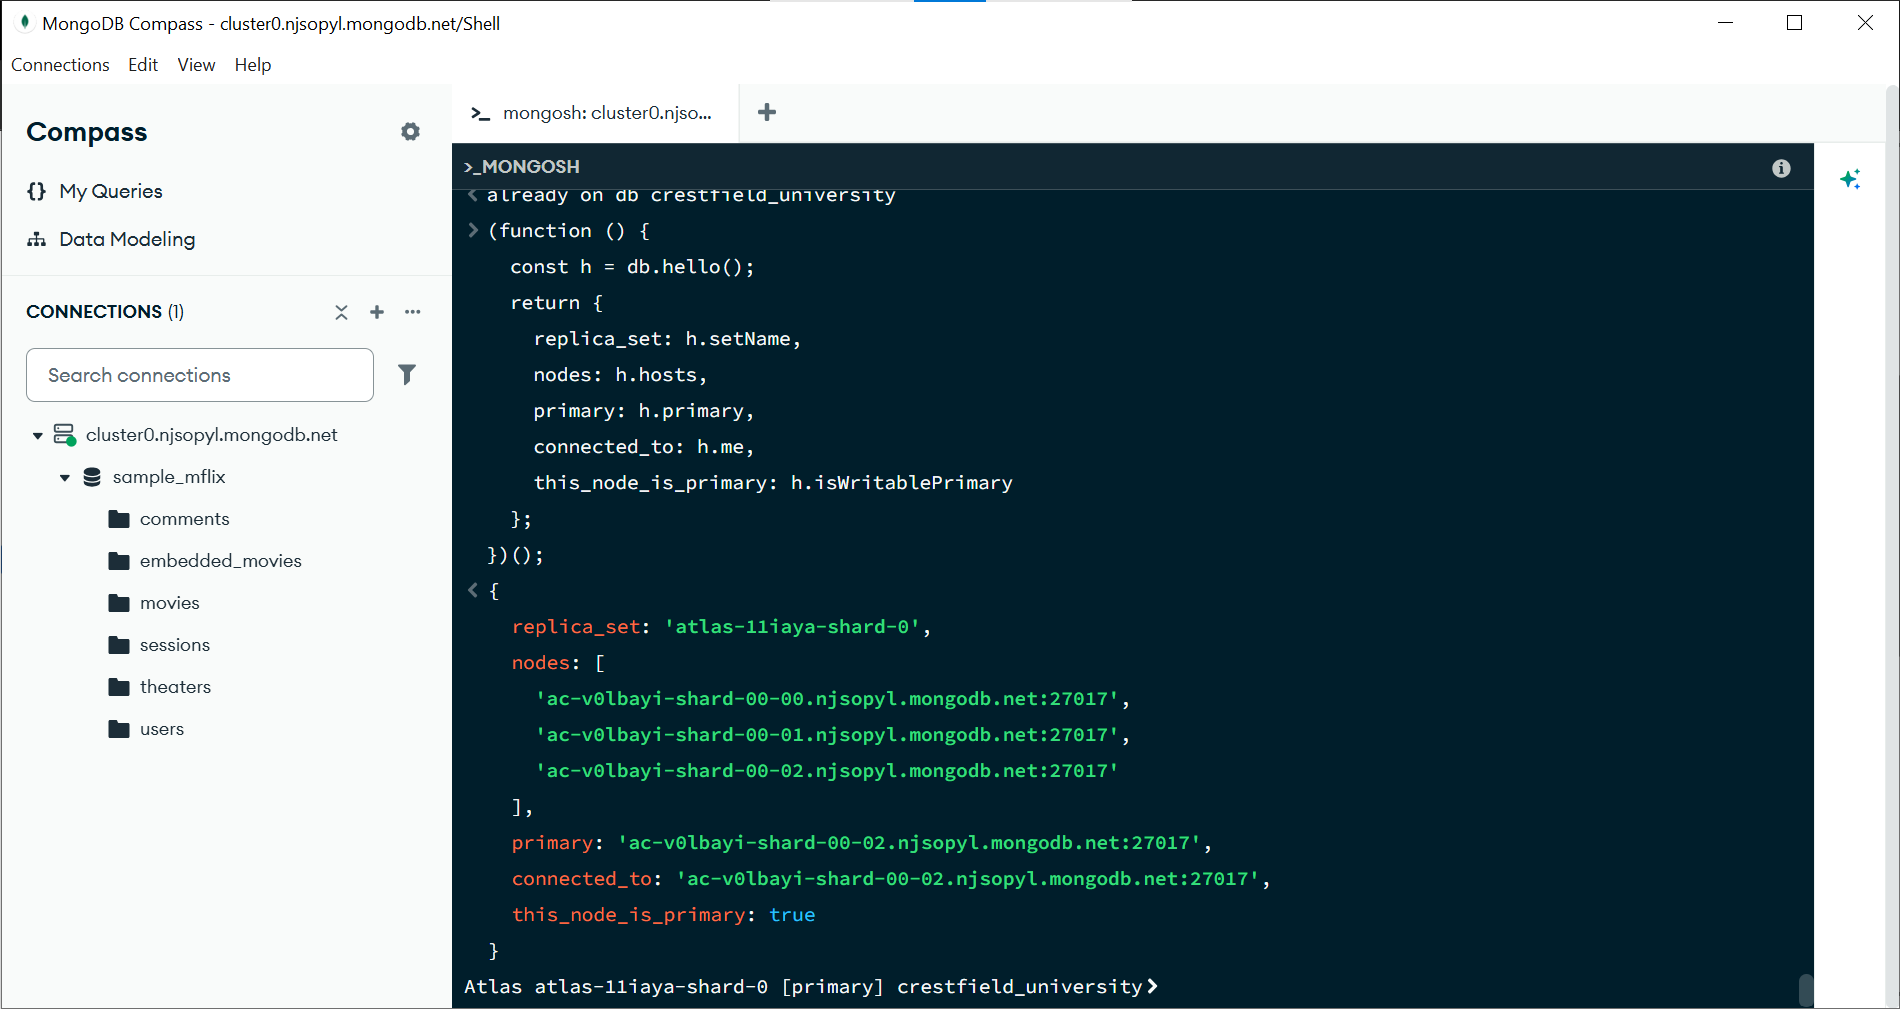 MongoDB Compass - cluster0.njsopyl.mongodb.net/Shell
Connections Edit View Help
Compass
My Queries
Data Modeling
CONNECTIONS (1)
Search connections
cluster0.njsopyl.mongodb.net
sample_mflix
comments
embedded_movies
movies
sessions
theaters
users
>_ mongosh: cluster0.njso...
>_MONGOSH
< already on db crestfield_university
> (function () {
const h = db.hello();
return {
replica_set: h.setName,
nodes: h.hosts,
primary: h.primary,
connected_to: h.me,
this_node_is_primary: h.isWritablePrimary
};
})();
< {
replica_set: 'atlas-11iaya-shard-0',
nodes: [
'ac-v0lbayi-shard-00-00.njsopyl.mongodb.net:27017',
'ac-v0lbayi-shard-00-01.njsopyl.mongodb.net:27017',
'ac-v0lbayi-shard-00-02.njsopyl.mongodb.net:27017'
],
primary: 'ac-v0lbayi-shard-00-02.njsopyl.mongodb.net:27017',
connected_to: 'ac-v0lbayi-shard-00-02.njsopyl.mongodb.net:27017',
this_node_is_primary: true
}
Atlas atlas-11iaya-shard-0 [primary] crestfield_university>